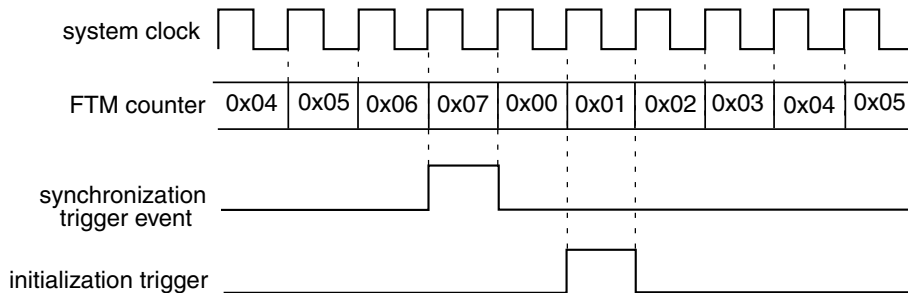 system clock
FTM counter 0x04 0x05 0x06 0x07 0x00 0x01 0x02 0x03 0x04 0x05
synchronization
trigger event
initialization trigger